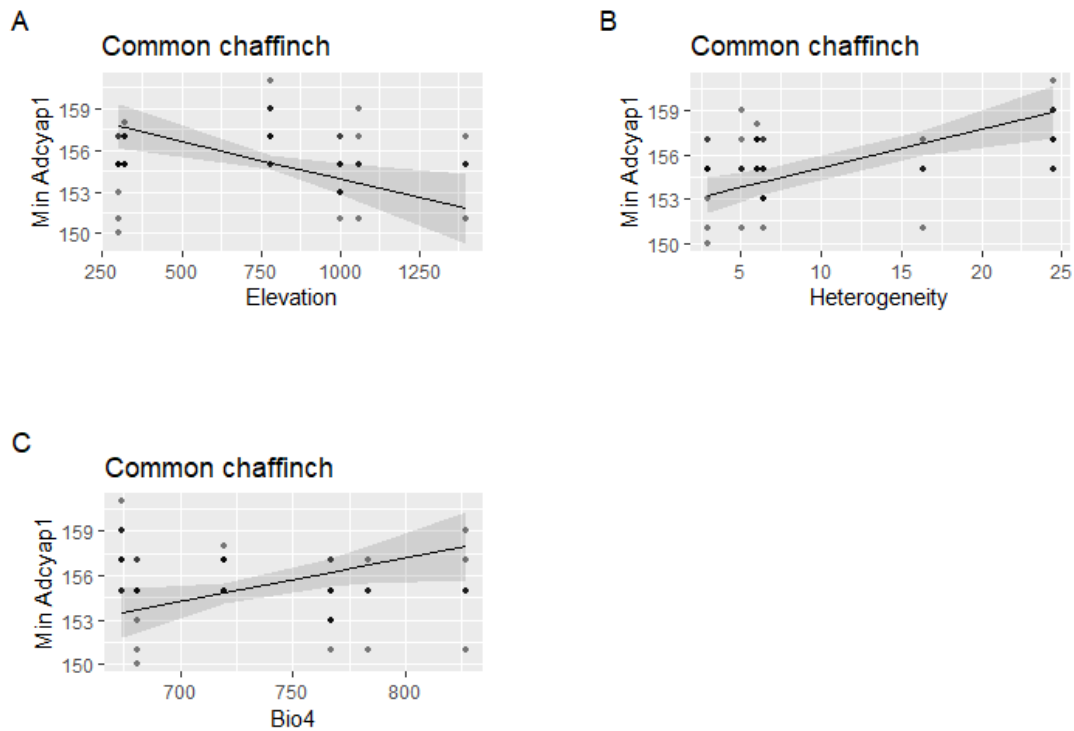 A
Common chaffinch
Min Adcyap1
159
156
153
150
250 500 750 1000 1250
Elevation
B
Common chaffinch
Min Adcyap1
159
156
153
150
5 10 15 20 25
Heterogeneity
C
Common chaffinch
Min Adcyap1
159
156
153
150
700 750 800
Bio4